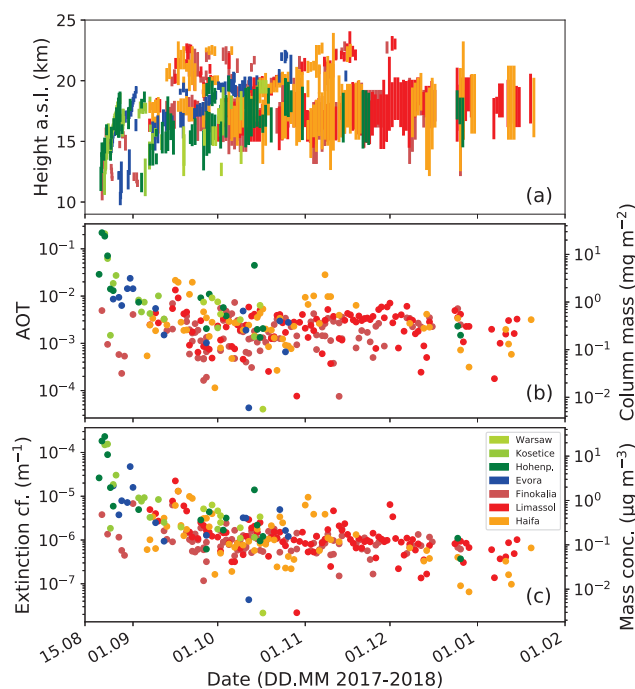 25
20
15
10
Height a.s.l. (km)
(a)
10⁻¹
10⁻²
10⁻³
10⁻⁴
AOT
(b)
10¹
10⁰
10⁻¹
10⁻²
Column mass (mg m⁻²)
10⁻⁴
10⁻⁵
10⁻⁶
10⁻⁷
Extinction cf. (m⁻¹)
Warsaw
Kosetice
Hohenp.
Evora
Finokalia
Limassol
Haifa
(c)
10¹
10⁰
10⁻¹
10⁻²
Mass conc. (µg m⁻³)
15.08
01.09
01.10
01.11
01.12
01.01
01.02
Date (DD.MM 2017-2018)